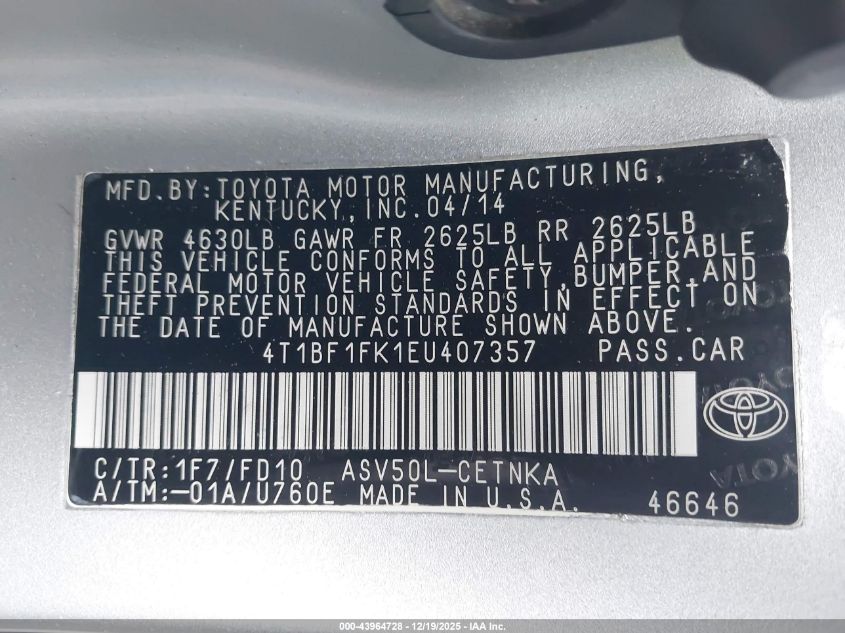 MFD.BY:TOYOTA MOTOR MANUFACTURING,
KENTUCKY,INC.04/14
GVWR 4630LB GAWR FR 2625LB RR 2625LB
THIS VEHICLE CONFORMS TO ALL APPLICABLE
FEDERAL MOTOR VEHICLE SAFETY,BUMPER,AND
THEFT PREVENTION STANDARDS IN EFFECT ON
THE DATE OF MANUFACTURE SHOWN ABOVE.
4T1BF1FK1EU407357 PASS.CAR
C/TR:1F7/FD10 ASV50L-CETNKA
A/TM:-01A/U760E MADE IN U.S.A. 46646
TOYOTA
TOYOTA
TOYOTA
000-43964728 - 12/19/2025 - IAA Inc.